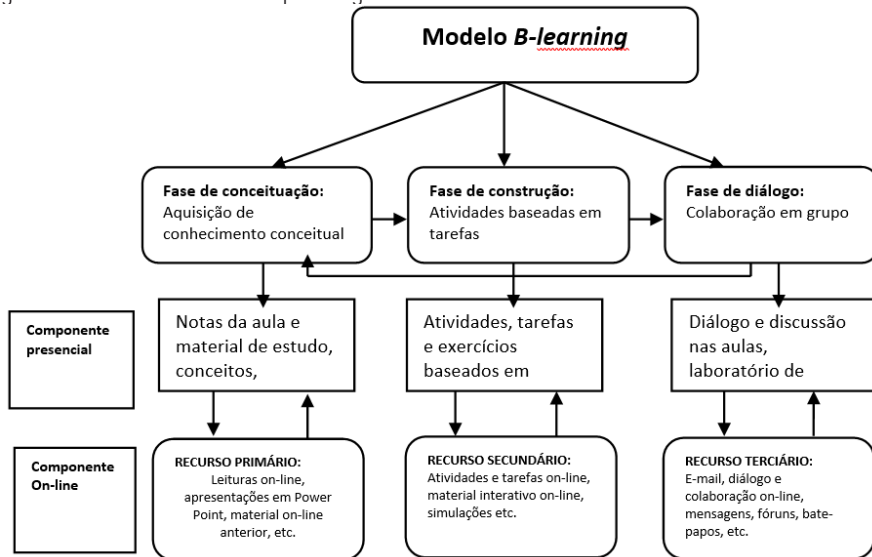 Modelo B-learning
Fase de conceituação:
Aquisição de
conhecimento conceitual
Fase de construção:
Atividades baseadas em
tarefas
Fase de diálogo:
Colaboração em grupo
Componente
presencial
Notas da aula e
material de estudo,
conceitos,
Atividades, tarefas
e exercícios
baseados em
Diálogo e discussão
nas aulas,
laboratório de
Componente
On-line
RECURSO PRIMÁRIO:
Leituras on-line,
apresentações em Power
Point, material on-line
anterior, etc.
RECURSO SECUNDÁRIO:
Atividades e tarefas on-line,
material interativo on-line,
simulações etc.
RECURSO TERCIÁRIO:
E-mail, diálogo e
colaboração on-line,
mensagens, fóruns, bate-
papos, etc.